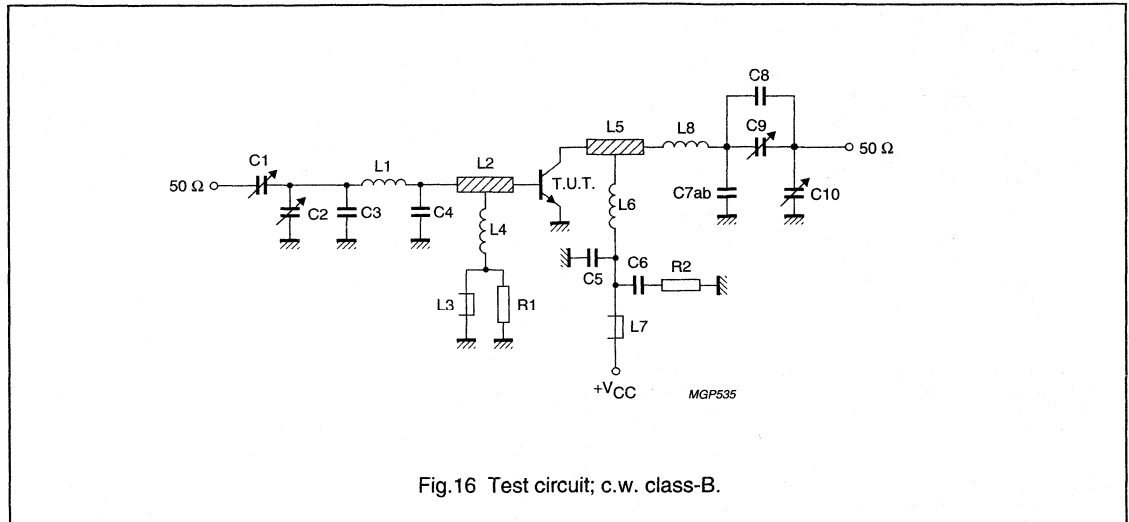 C8
C9
L5
L8
50 Ω
C1
L1
L2
T.U.T.
50 Ω
C7ab
C10
C2
C3
C4
L4
L6
C5
C6
R2
L3
R1
L7
+VCC
MGP535
Fig.16 Test circuit; c.w. class-B.